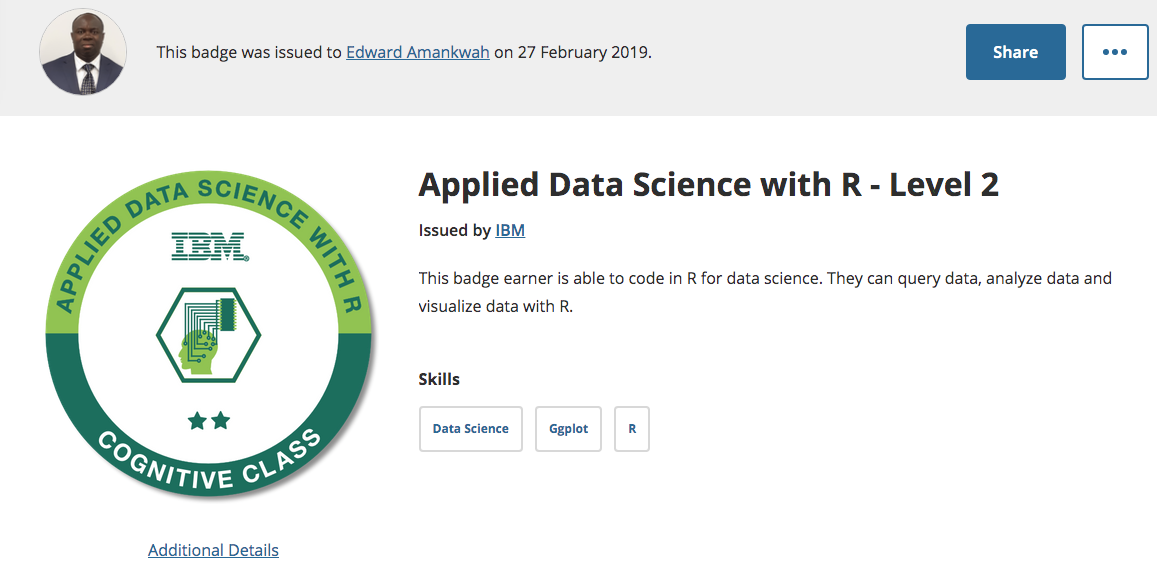 This badge was issued to Edward Amankwah on 27 February 2019.
Share
•••
APPLIED DATA SCIENCE WITH R
IBM®
COGNITIVE CLASS
Additional Details
Applied Data Science with R - Level 2
Issued by IBM
This badge earner is able to code in R for data science. They can query data, analyze data and
visualize data with R.
Skills
Data Science
Ggplot
R